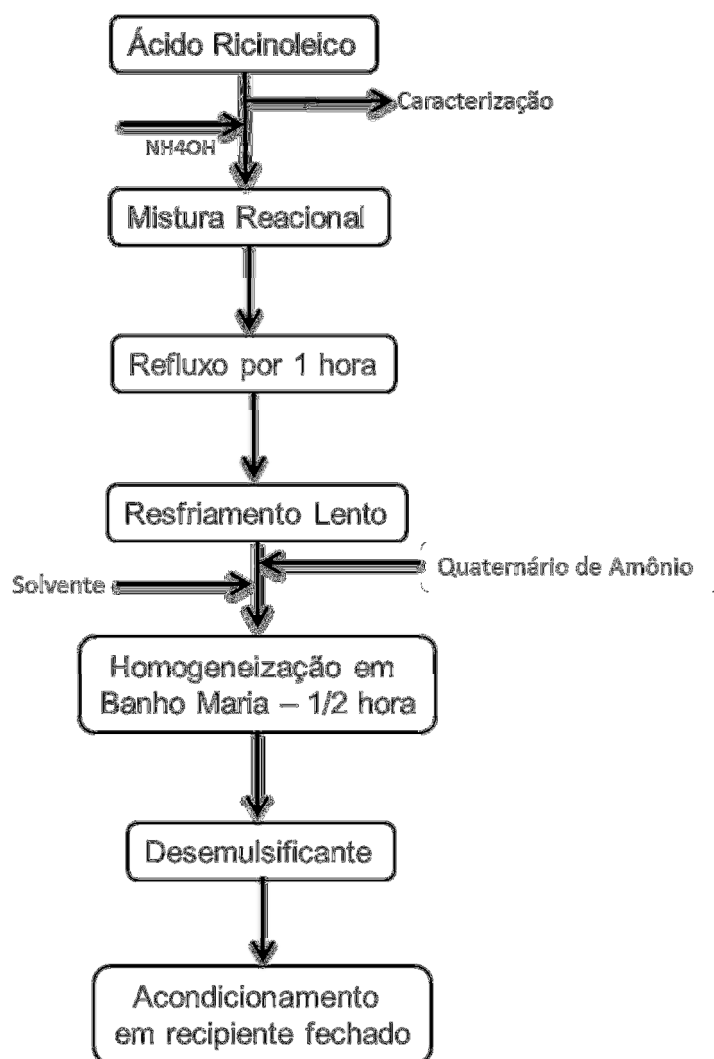 Ácido Ricinoleico
Caracterização
NH4OH
Mistura Reacional
Refluxo por 1 hora
Resfriamento Lento
Quaternário de Amônio
Solvente
Homogeneização em
Banho Maria – 1/2 hora
Desemulsificante
Acondicionamento
em recipiente fechado